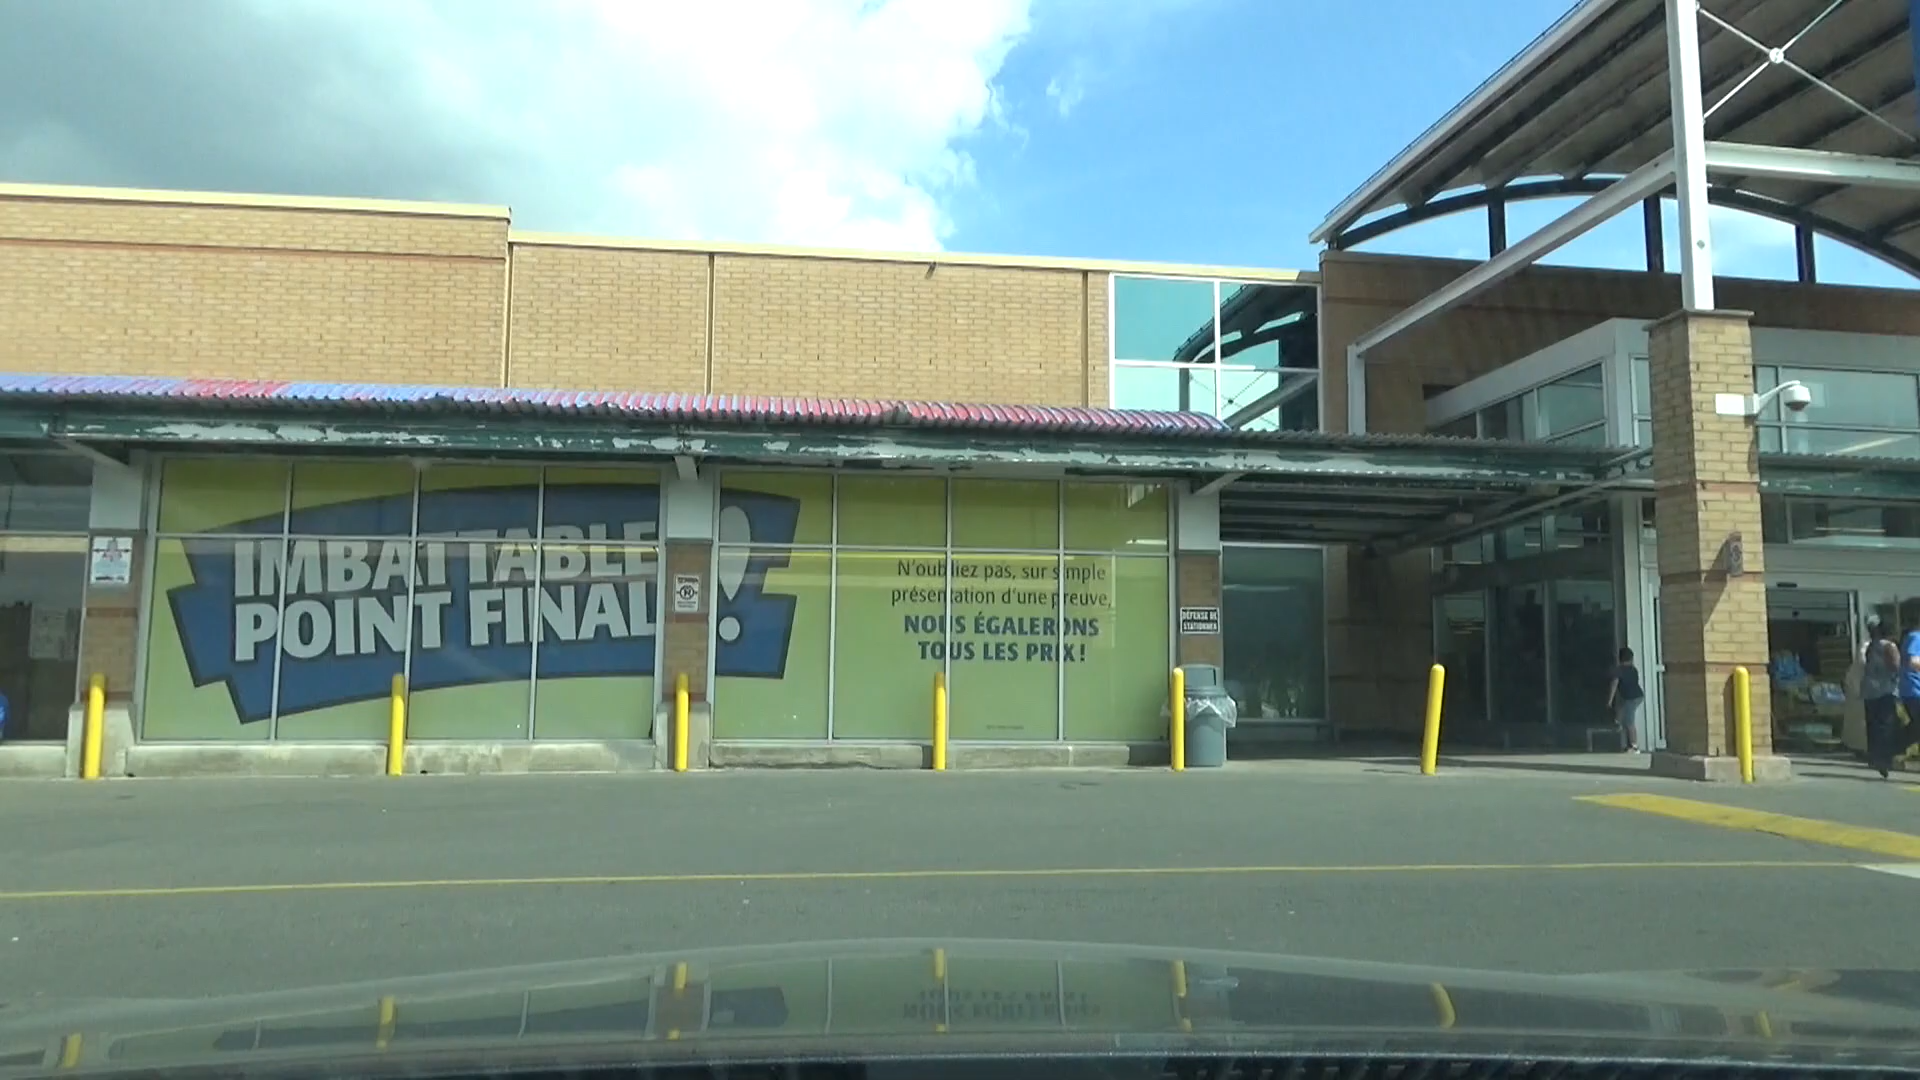 IMBATTABLE
POINT FINAL!
N'oubliez pas, sur simple
présentation d'une preuve,
NOUS ÉGALERONS
TOUS LES PRIX!
DÉFENSE DE
STATIONNER